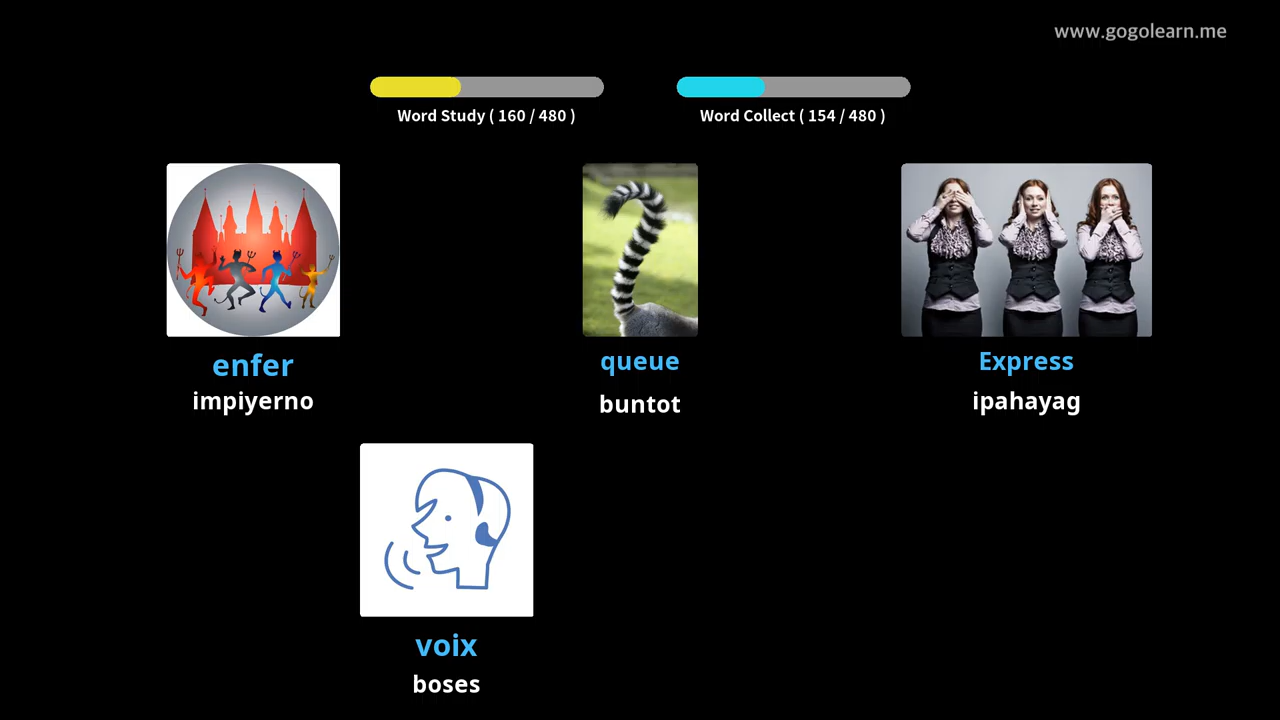 www.gogolearn.me
Word Study ( 160 / 480 )
Word Collect ( 154 / 480 )
enfer
impiyerno
queue
buntot
Express
ipahayag
voix
boses